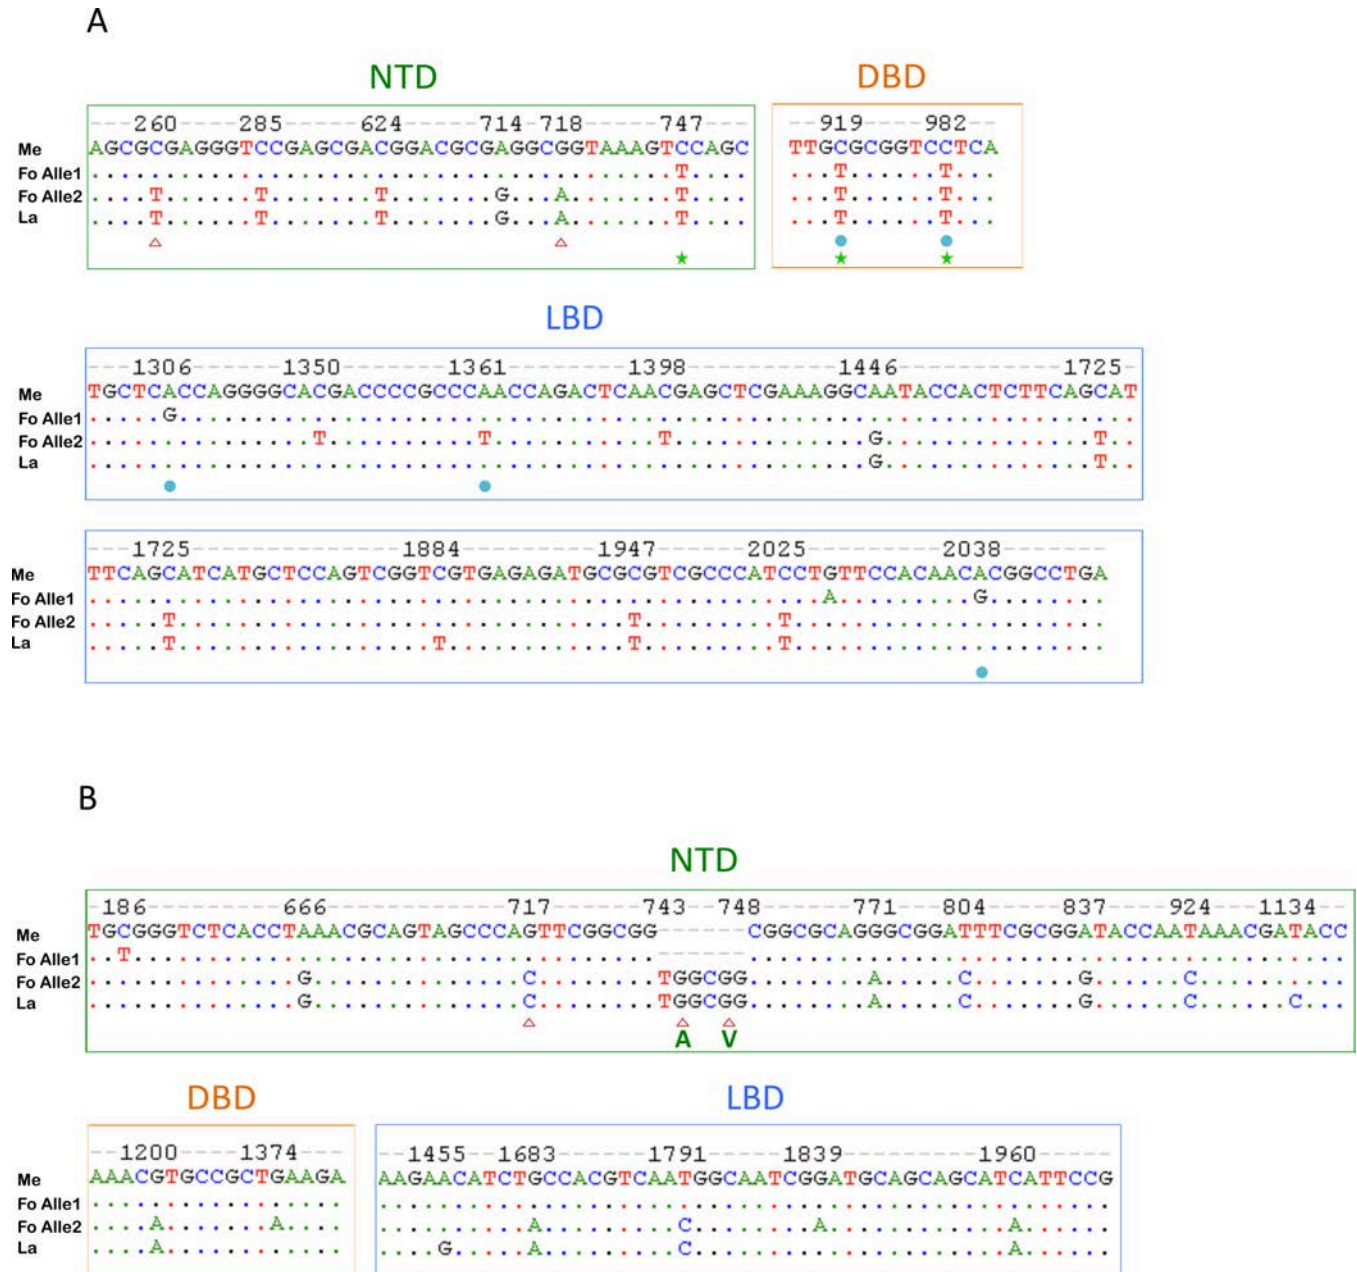 A
NTD
260 285 624 714 718 747
Me AGCGCGAGGGTCCGAGCGACGGACGCGAGGCGGTAAAGTCCAGC
Fo Alle1 T
Fo Alle2 T T T G A T
La T T T G A T
DBD
919 982
TTGCGCGGTCCTCA
T T
T T
T T
LBD
1306 1350 1361 1398 1446 1725
Me TGCTCACCAGGGGCACGACCCCGCCCAACCAGACTCAACGAGCTCGAAAGGCAATACCACTCTTCAGCAT
Fo Alle1 G
Fo Alle2 T T T G T
La G T
1725 1884 1947 2025 2038
Me TTCAGCATCATGCTCCAGTCGGTCGTGAGAGATGCGCGTCGCCCATCCTGTTCCACAACACGGCCTGA
Fo Alle1 A G
Fo Alle2 T T T
La T T T T
B
NTD
186 666 717 743 748 771 804 837 924 1134
Me TGCGGGTCTCACCTAAACGCAGTAGCCCAGTTCGGCGG------CGGCGCAGGGCGGATTTCGCGGATACCAATAAACGATACC
Fo Alle1 T ------
Fo Alle2 G C TGGCGG A C G C
La G C TGGCGG A C G C C
A V
DBD
1200 1374
Me AAACGTGCCGCTGAAGA
Fo Alle1
Fo Alle2 A A
La A
LBD
1455 1683 1791 1839 1960
AAGAACATCTGCCACGTCAATGGCAATCGGATGCAGCAGCATCATTCCG
A C A A
G A C A